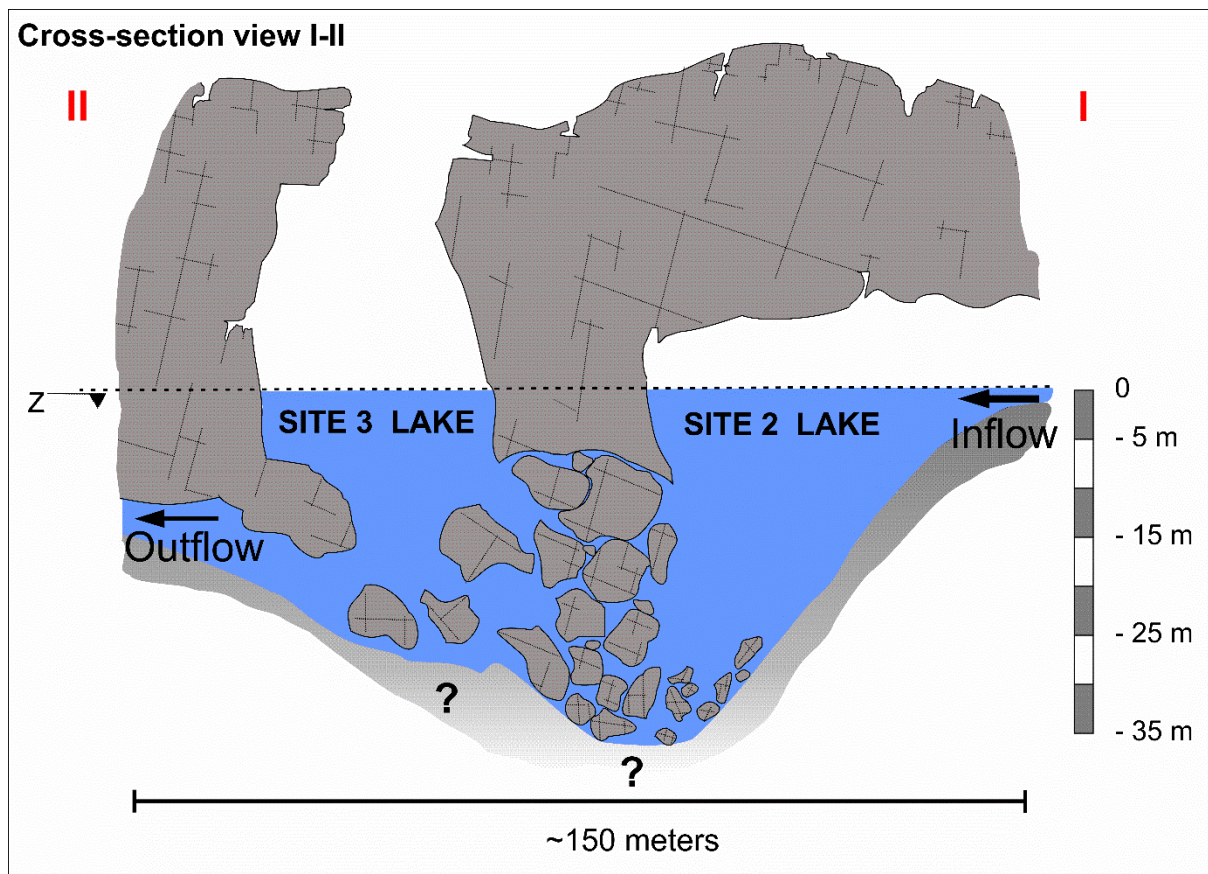 Cross-section view I-II
II
I
Z
SITE 3 LAKE
SITE 2 LAKE
Inflow
Outflow
0
- 5 m
- 15 m
- 25 m
- 35 m
?
?
~150 meters